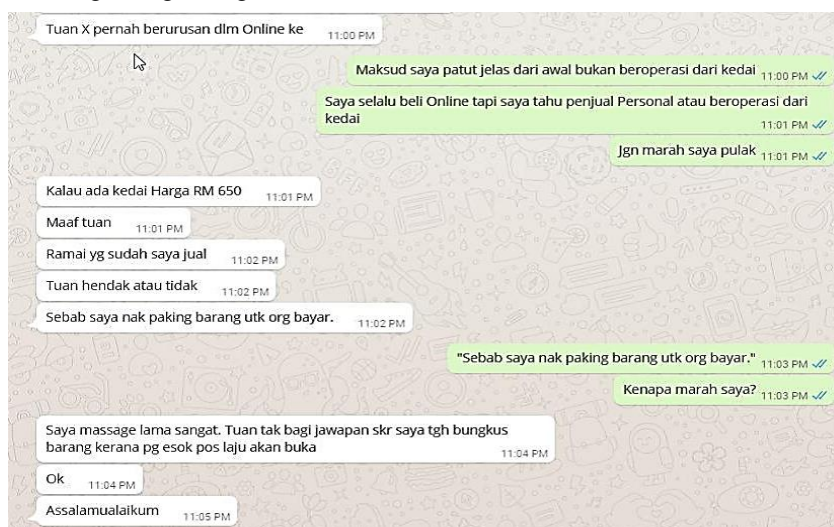 Tuan X pernah berurusan dlm Online ke 11:00 PM
Maksud saya patut jelas dari awal bukan beroperasi dari kedai 11:00 PM
Saya selalu beli Online tapi saya tahu penjual Personal atau beroperasi dari
kedai
11:01 PM
Jgn marah saya pulak 11:01 PM
Kalau ada kedai Harga RM 650 11:01 PM
Maaf tuan 11:01 PM
Ramai yg sudah saya jual 11:02 PM
Tuan hendak atau tidak 11:02 PM
Sebab saya nak paking barang utk org bayar. 11:02 PM
"Sebab saya nak paking barang utk org bayar." 11:03 PM
Kenapa marah saya? 11:03 PM
Saya massage lama sangat. Tuan tak bagi jawapan skr saya tgh bungkus
barang kerana pg esok pos laju akan buka 11:04 PM
Ok 11:04 PM
Assalamualaikum 11:05 PM